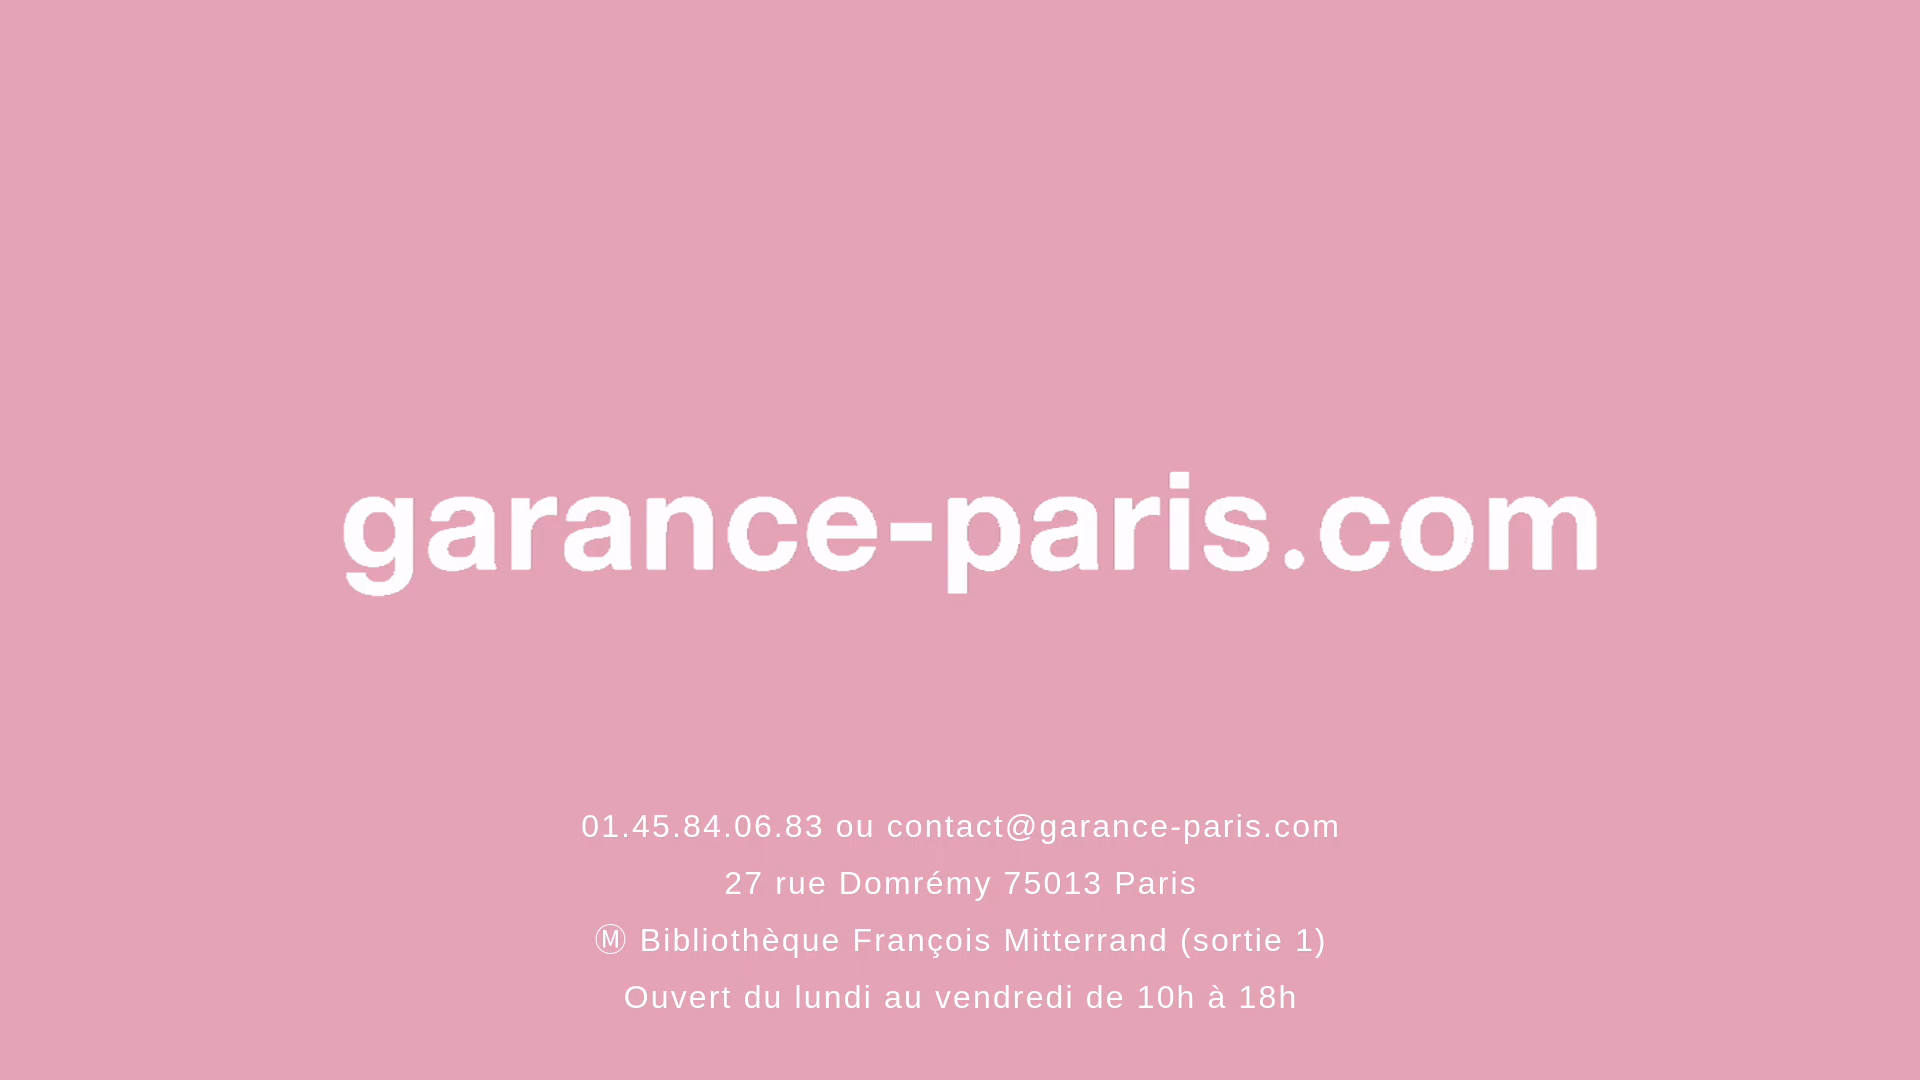 garance-paris.com
01.45.84.06.83 ou contact@garance-paris.com
27 rue Domrémy 75013 Paris
Ⓜ Bibliothèque François Mitterrand (sortie 1)
Ouvert du lundi au vendredi de 10h à 18h